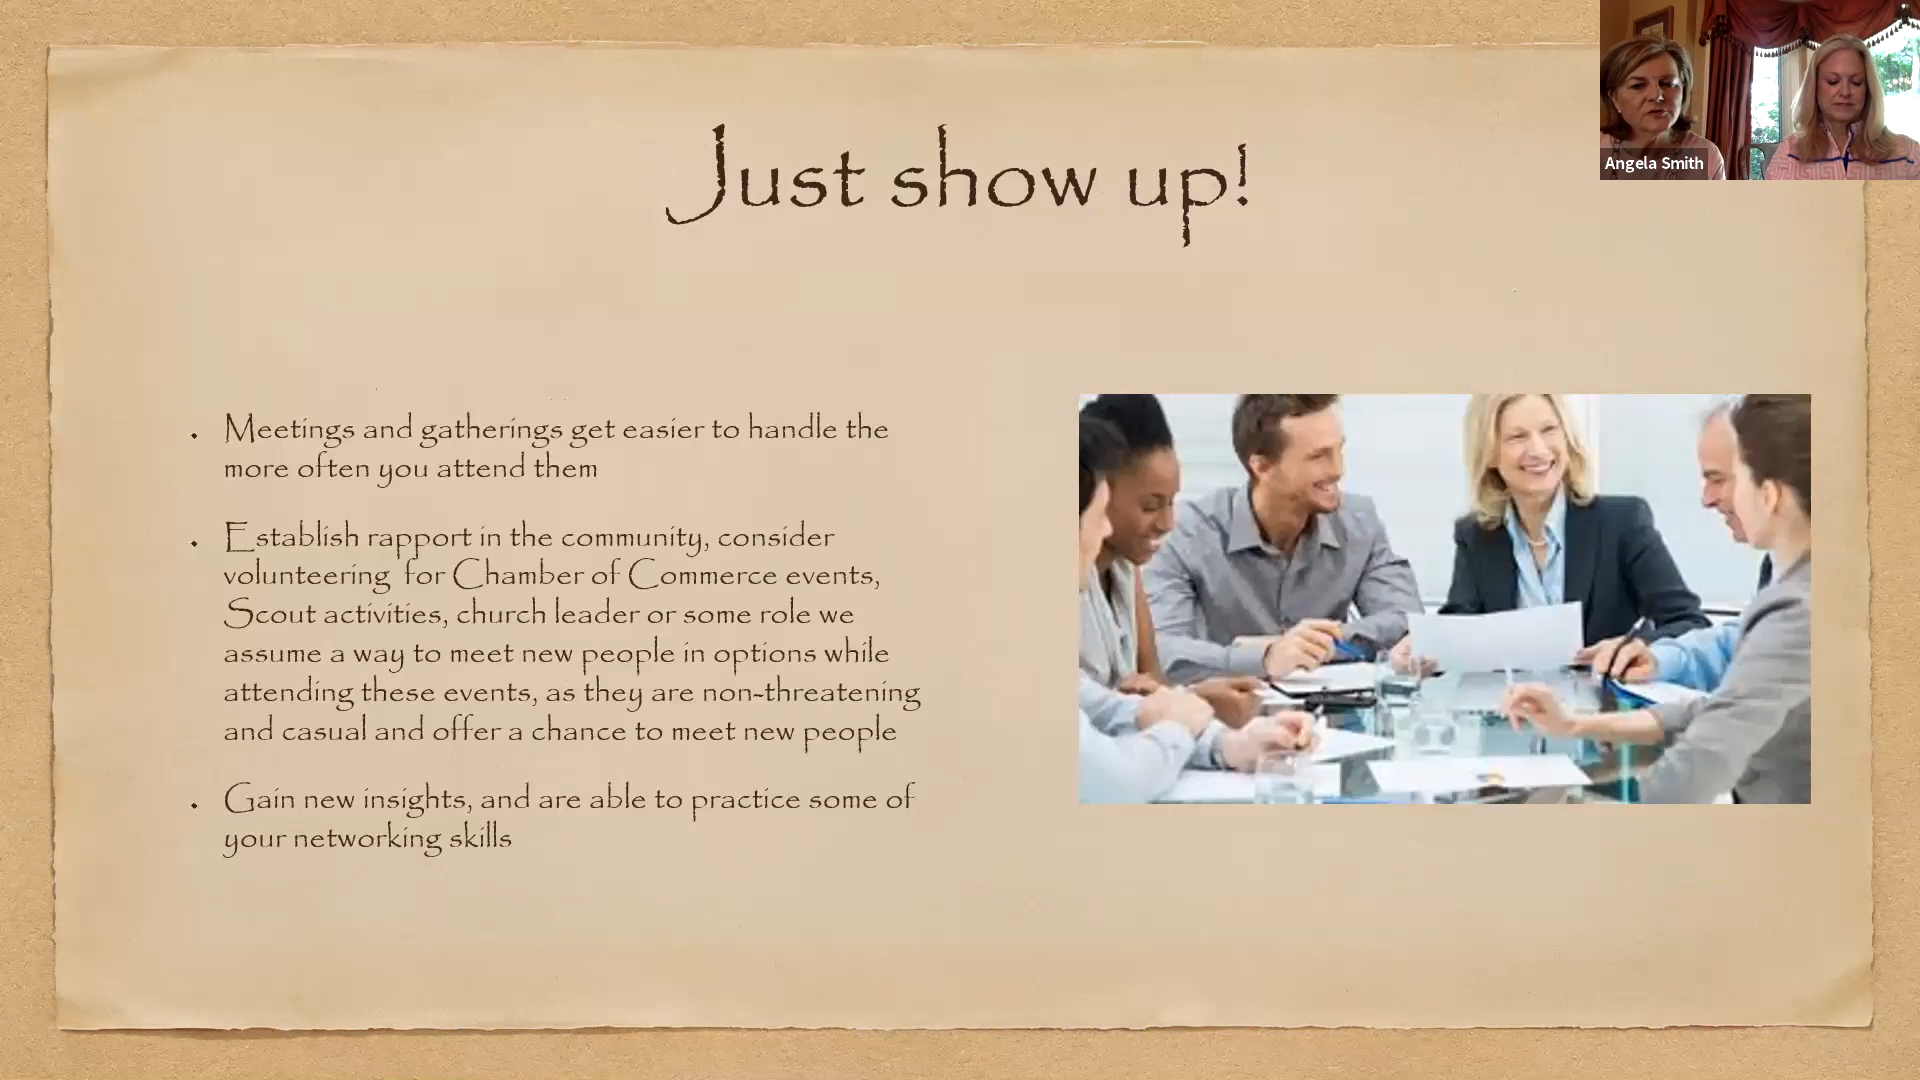 Just show up!
Angela Smith
. Meetings and gatherings get easier to handle the
more often you attend them
. Establish rapport in the community, consider
volunteering for Chamber of Commerce events,
Scout activities, church leader or some role we
assume a way to meet new people in options while
attending these events, as they are non-threatening
and casual and offer a chance to meet new people
. Gain new insights, and are able to practice some of
your networking skills